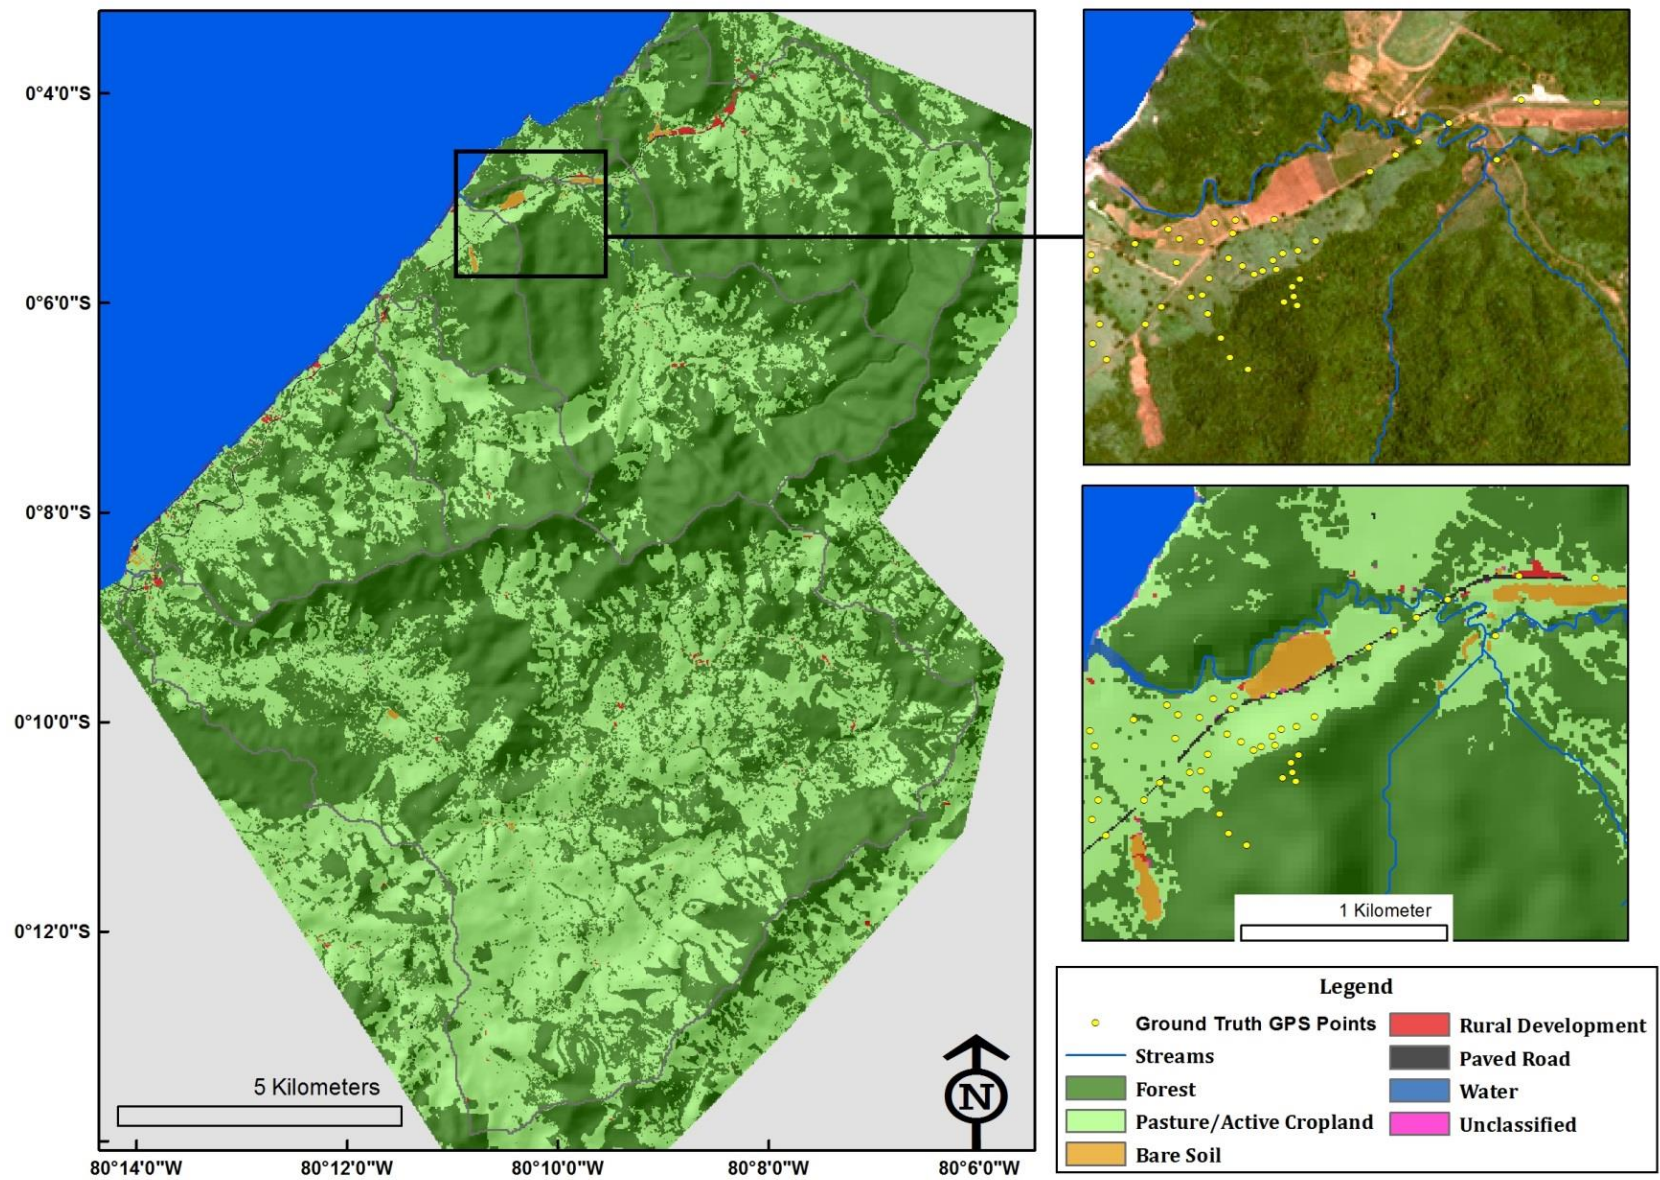 0°4'0"S
0°6'0"S
0°8'0"S
0°10'0"S
0°12'0"S
80°14'0"W
80°12'0"W
80°10'0"W
80°8'0"W
80°6'0"W
5 Kilometers
N
1 Kilometer
Legend
Ground Truth GPS Points
Streams
Forest
Pasture/Active Cropland
Bare Soil
Rural Development
Paved Road
Water
Unclassified